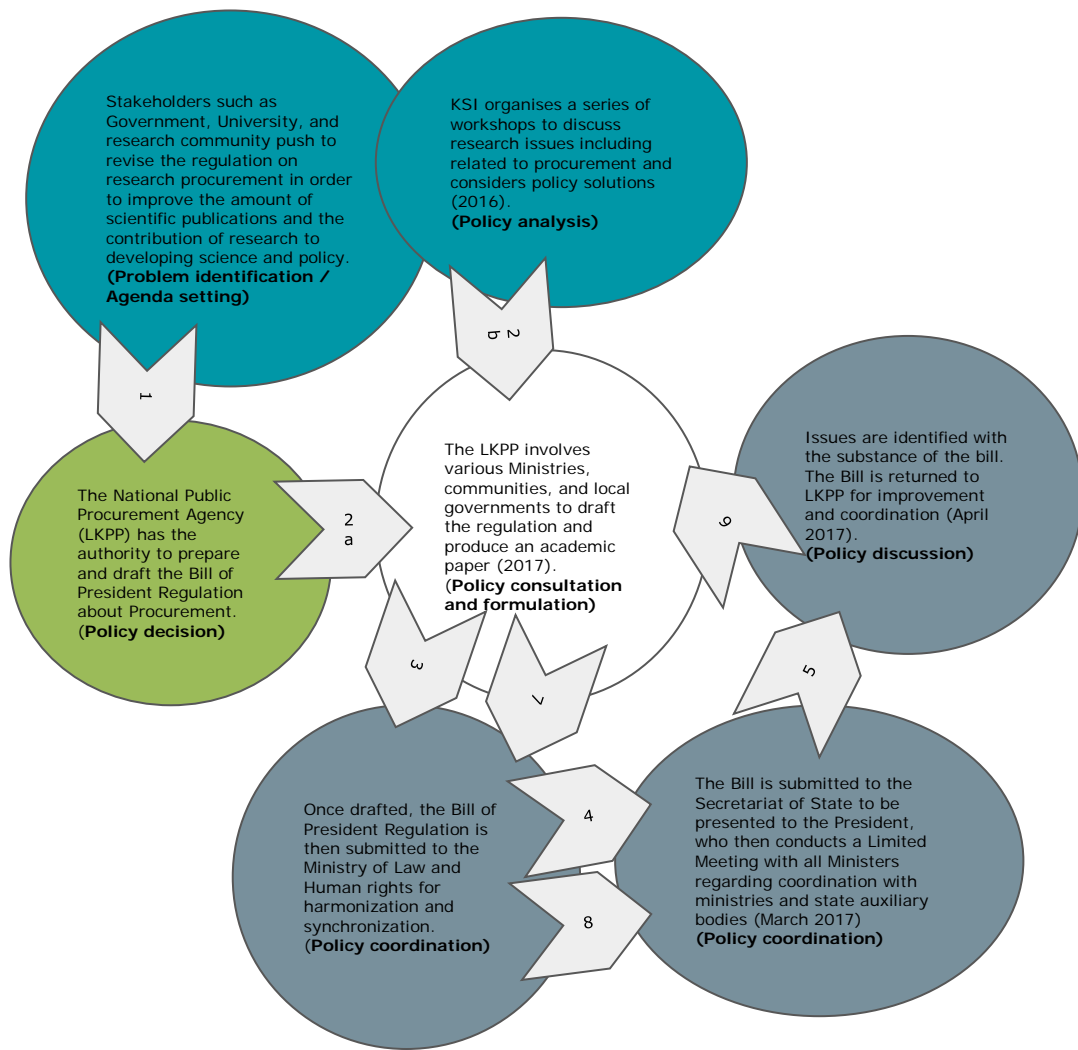 Stakeholders such as
Government, University, and
research community push to
revise the regulation on
research procurement in order
to improve the amount of
scientific publications and the
contribution of research to
developing science and policy.
(Problem identification /
Agenda setting)
KSI organises a series of
workshops to discuss
research issues including
related to procurement and
considers policy solutions
(2016).
(Policy analysis)
1
2
b
The National Public
Procurement Agency
(LKPP) has the
authority to prepare
and draft the Bill of
President Regulation
about Procurement.
(Policy decision)
2
a
The LKPP involves
various Ministries,
communities, and local
governments to draft
the regulation and
produce an academic
paper (2017).
(Policy consultation
and formulation)
6
Issues are identified with
the substance of the bill.
The Bill is returned to
LKPP for improvement
and coordination (April
2017).
(Policy discussion)
3
7
5
Once drafted, the Bill of
President Regulation is
then submitted to the
Ministry of Law and
Human rights for
harmonization and
synchronization.
(Policy coordination)
4
8
The Bill is submitted to the
Secretariat of State to be
presented to the President,
who then conducts a Limited
Meeting with all Ministers
regarding coordination with
ministries and state auxiliary
bodies (March 2017)
(Policy coordination)